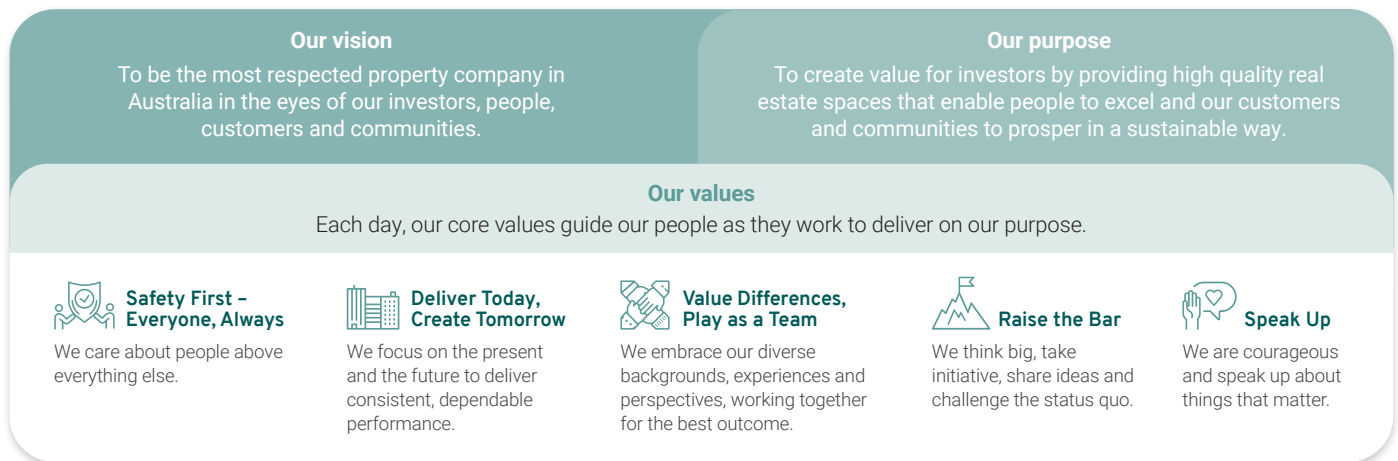 Our vision
To be the most respected property company in
Australia in the eyes of our investors, people,
customers and communities.
Our purpose
To create value for investors by providing high quality real
estate spaces that enable people to excel and our customers
and communities to prosper in a sustainable way.
Our values
Each day, our core values guide our people as they work to deliver on our purpose.
Safety First –
Everyone, Always
We care about people above
everything else.
Deliver Today,
Create Tomorrow
We focus on the present
and the future to deliver
consistent, dependable
performance.
Value Differences,
Play as a Team
We embrace our diverse
backgrounds, experiences and
perspectives, working together
for the best outcome.
Raise the Bar
We think big, take
initiative, share ideas and
challenge the status quo.
Speak Up
We are courageous
and speak up about
things that matter.